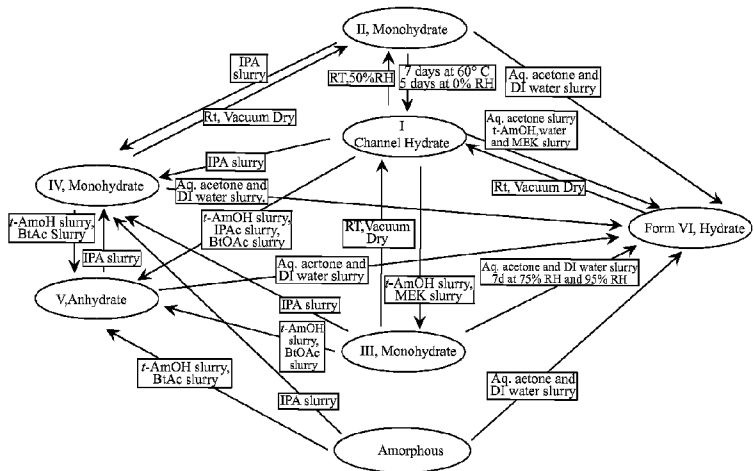 II, Monohydrate
IPA
slurry
RT,50%RH
7 days at 60° C
5 days at 0% RH
Aq. acetone and
DI water slurry
Rt, Vacuum Dry
I
Channel Hydrate
Aq. acetone slurry
t-AmOH,water
and MEK slurry
IPA slurry
IV, Monohydrate
Aq. acetone and
DI water slurry.
Rt, Vacuum Dry
t-AmoH slurry,
BtAc Slurry
IPA slurry
t-AmOH slurry,
IPAc slurry,
BtOAc slurry
RT,Vacuum
Dry
Form VI, Hydrate
Aq. acrtone and
DI water slurry
Aq. acetone and DI water slurry
7d at 75% RH and 95% RH
V,Anhydrate
t-AmOH slurry,
MEK slurry
IPA slurry
t-AmOH
slurry,
BtOAc
slurry
III, Monohydrate
t-AmOH slurry,
BtAc slurry
Aq. aetone and
DI water slurry
IPA slurry
Amorphous